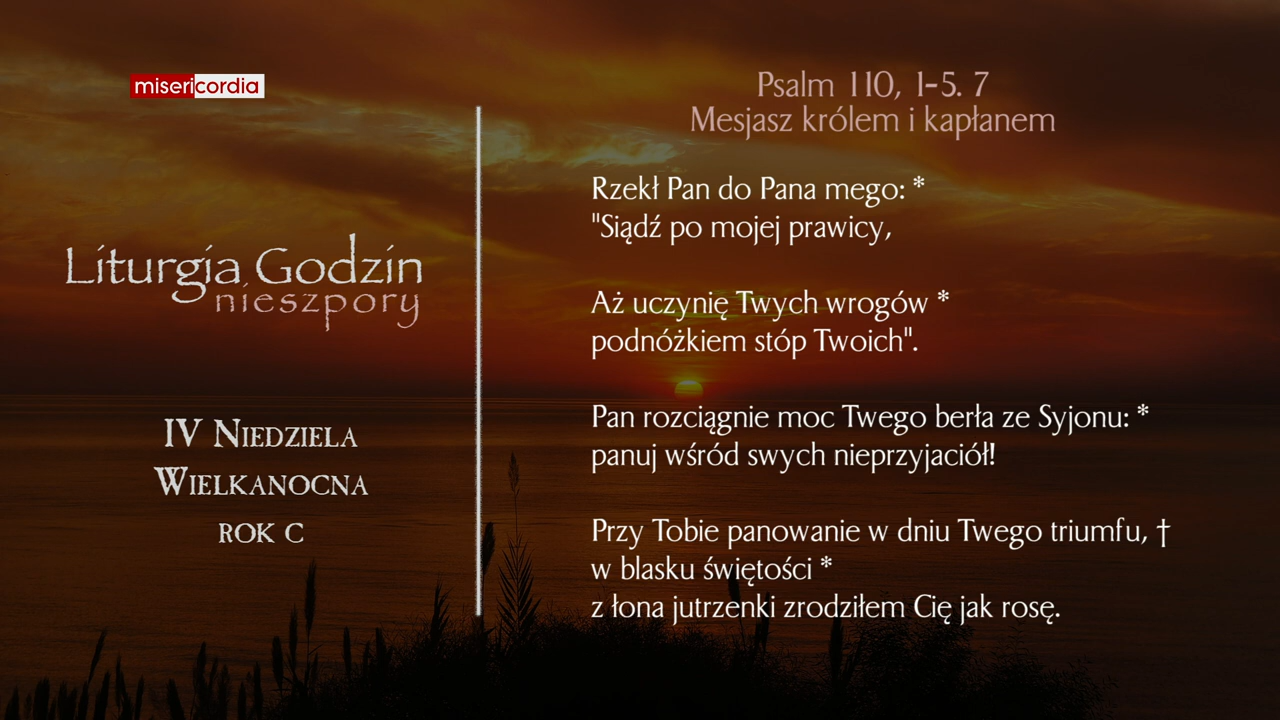 misericordia
Liturgia Godzin
nieszpory
IV Niedziela
Wielkanocna
rok C
Psalm 110, 1-5. 7
Mesjasz królem i kapłanem
Rzekł Pan do Pana mego: *
"Siądź po mojej prawicy,
Aż uczynię Twych wrogów *
podnóżkiem stóp Twoich".
Pan rozciągnie moc Twego berła ze Syjonu: *
panuj wśród swych nieprzyjaciół!
Przy Tobie panowanie w dniu Twego triumfu, †
w blasku świętości *
z łona jutrzenki zrodziłem Cię jak rosę.